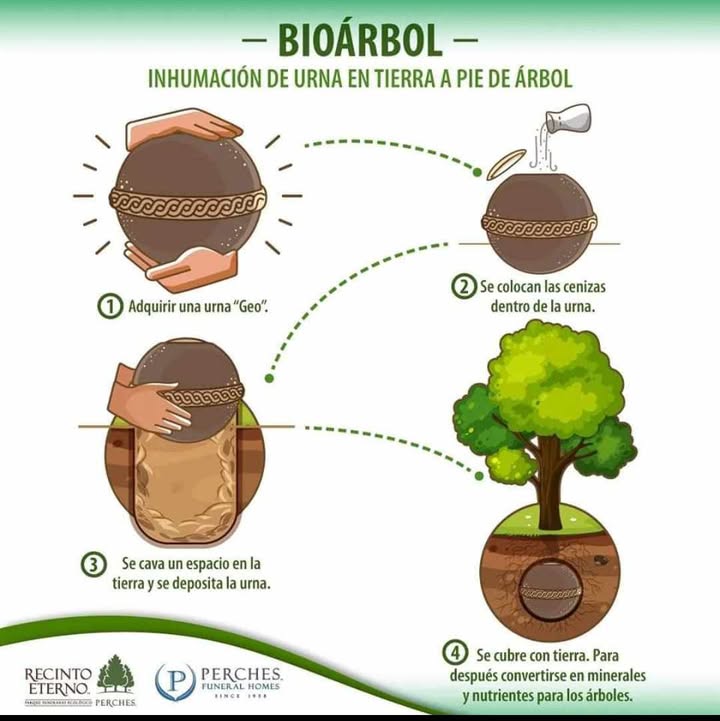 — BIOÁRBOL —
INHUMACIÓN DE URNA EN TIERRA A PIE DE ÁRBOL
1 Adquirir una urna “Geo”.
2 Se colocan las cenizas
dentro de la urna.
3 Se cava un espacio en la
tierra y se deposita la urna.
4 Se cubre con tierra. Para
después convertirse en minerales
y nutrientes para los árboles.
RECINTO
ETERNO
PARQUE FUNERARIO ECOLÓGICO
PERCHES
P
PERCHES
FUNERAL HOMES
SINCE 1958